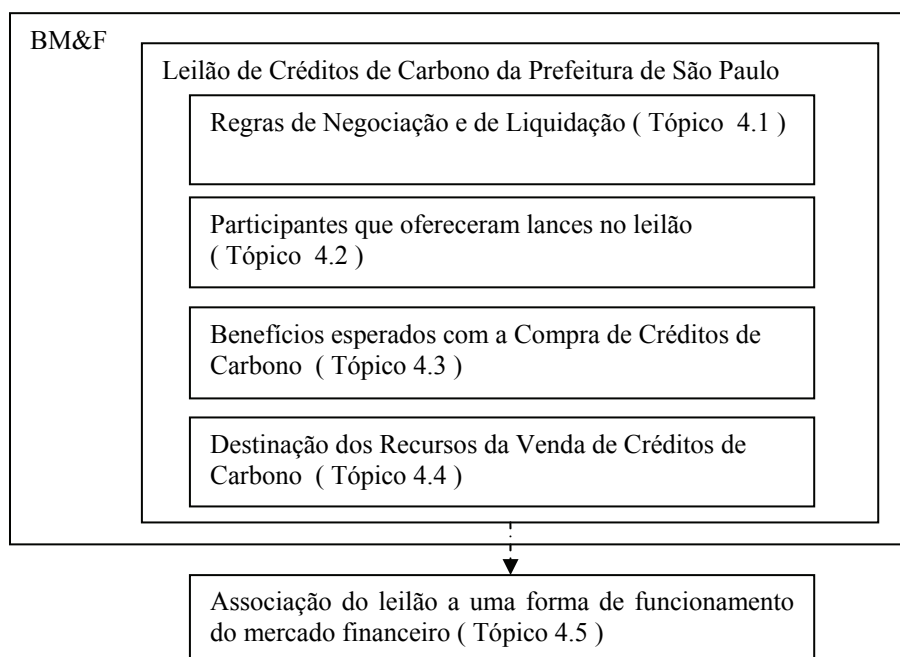 BM&F
Leilão de Créditos de Carbono da Prefeitura de São Paulo
Regras de Negociação e de Liquidação ( Tópico 4.1 )
Participantes que ofereceram lances no leilão
( Tópico 4.2 )
Benefícios esperados com a Compra de Créditos de
Carbono ( Tópico 4.3 )
Destinação dos Recursos da Venda de Créditos de
Carbono ( Tópico 4.4 )
Associação do leilão a uma forma de funcionamento
do mercado financeiro ( Tópico 4.5 )